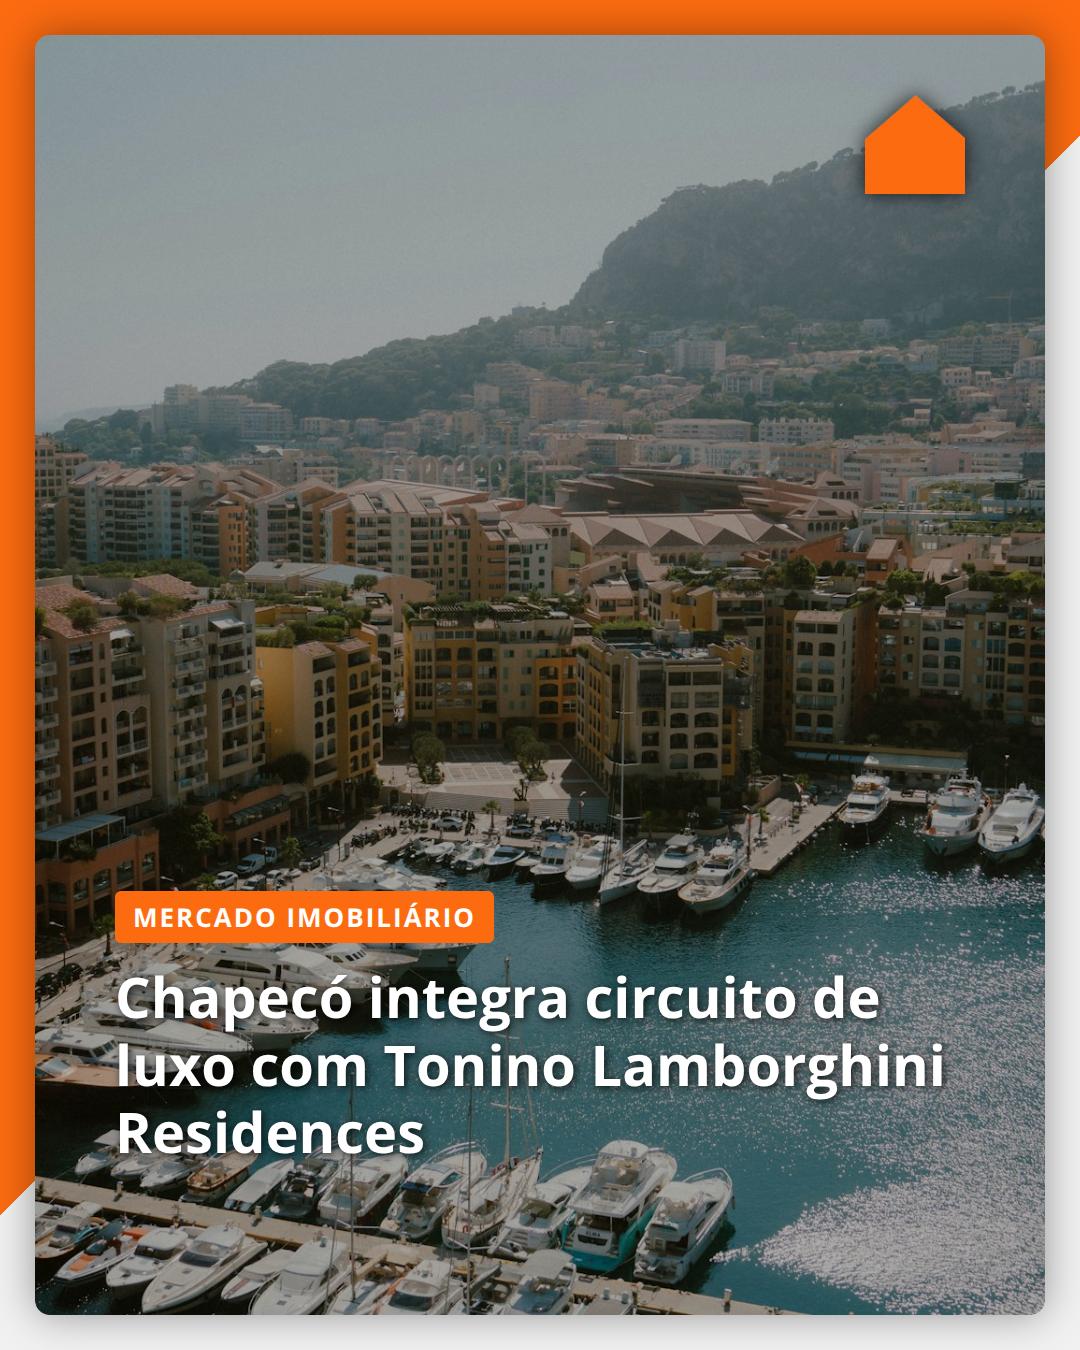 MERCADO IMOBILIÁRIO
Chapecó integra circuito de
luxo com Tonino Lamborghini
Residences